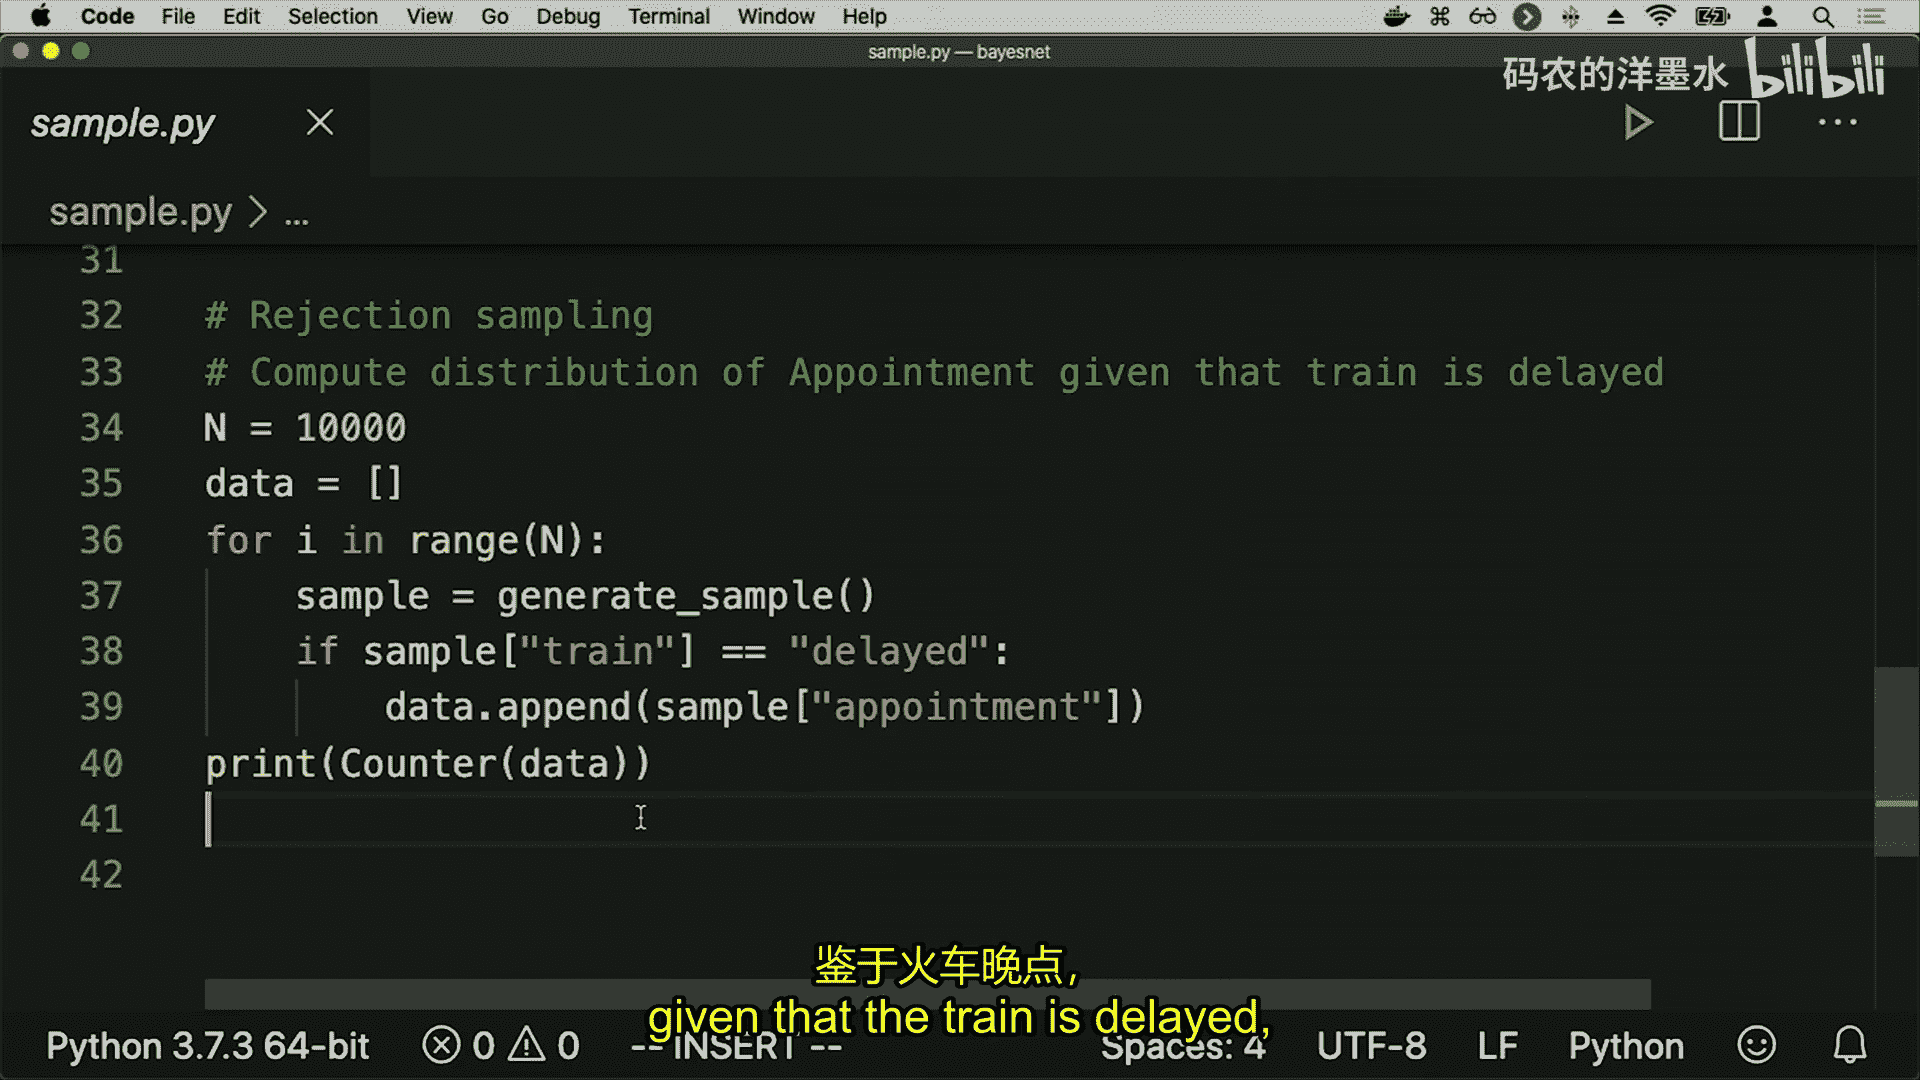 Code File Edit Selection View Go Debug Terminal Window Help
sample.py — bayesnet
码农的洋墨水 bilibili
sample.py
sample.py > ...
31
32 # Rejection sampling
33 # Compute distribution of Appointment given that train is delayed
34 N = 10000
35 data = []
36 for i in range(N):
37     sample = generate_sample()
38     if sample["train"] == "delayed":
39         data.append(sample["appointment"])
40 print(Counter(data))
41
42
鉴于火车晚点,
given that the train is delayed,
Python 3.7.3 64-bit 0 0 -- INSERT -- Spaces: 4 UTF-8 LF Python